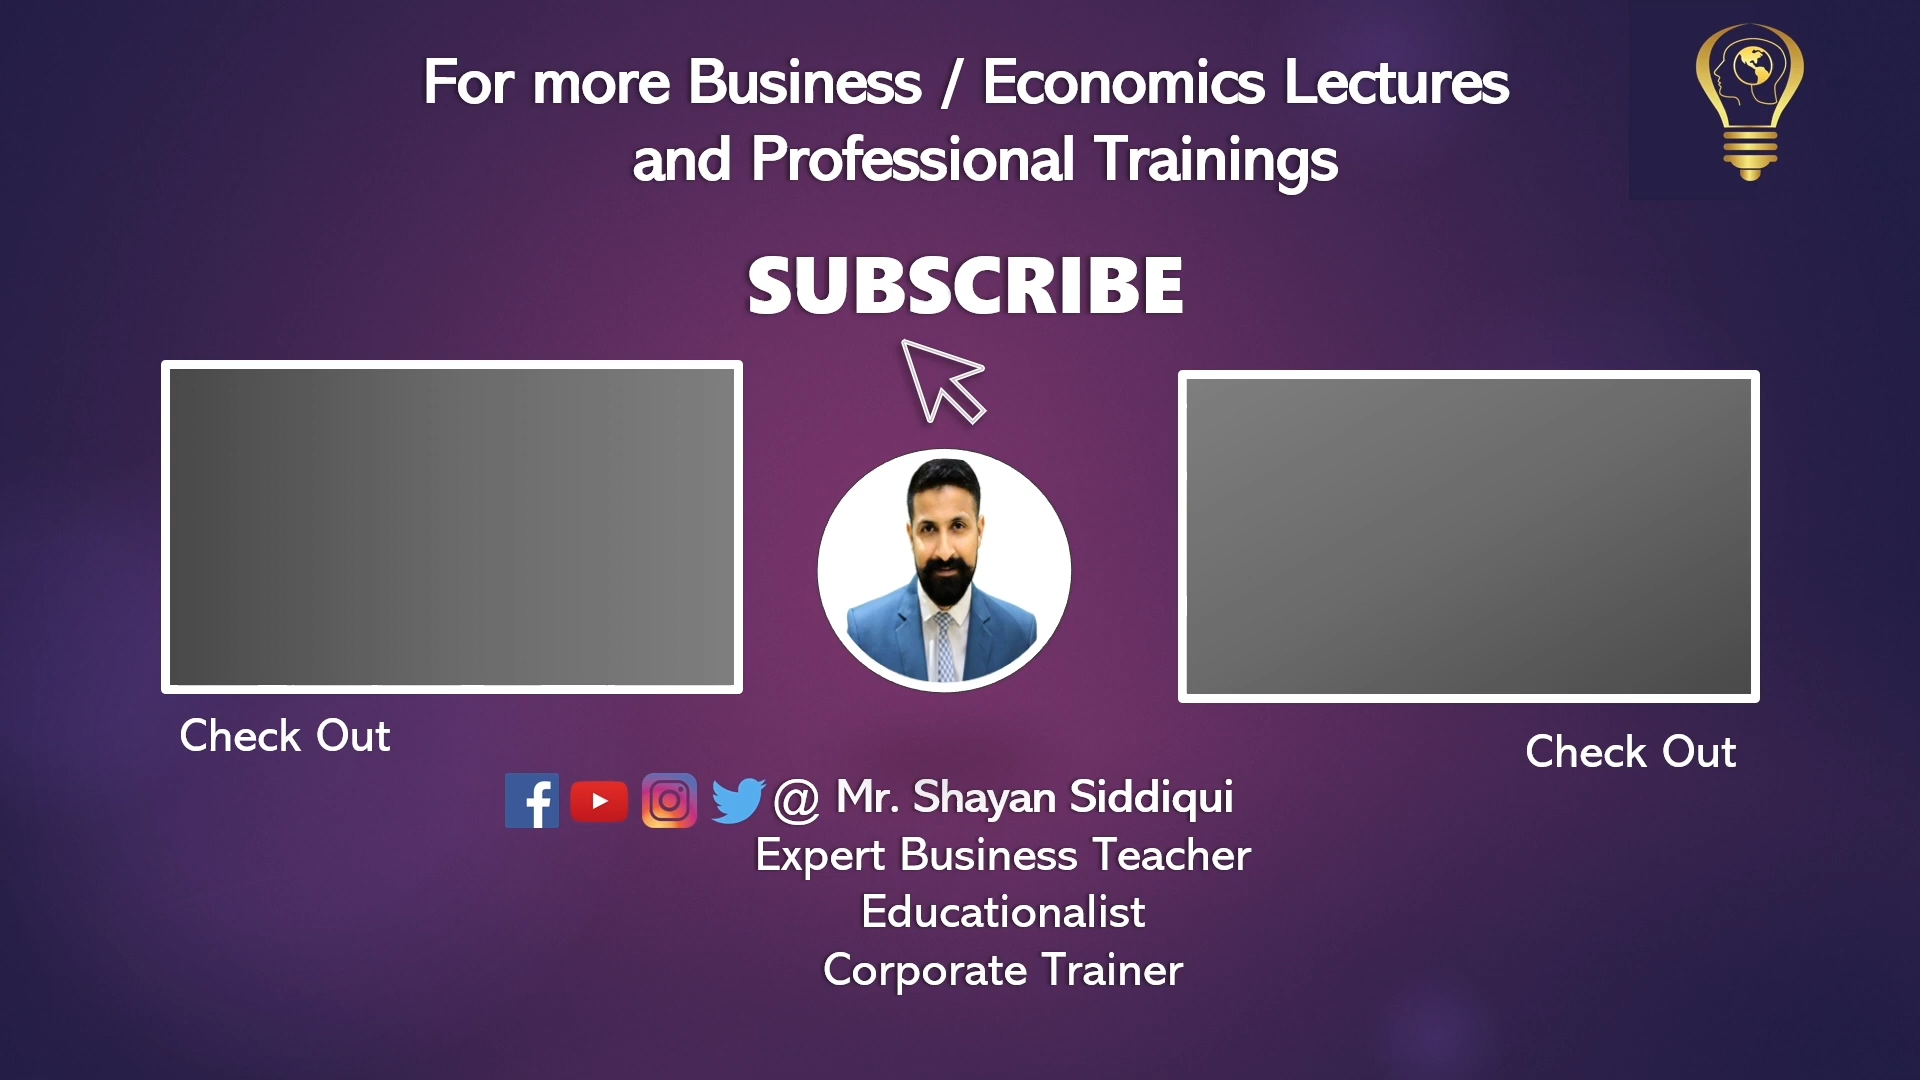 For more Business / Economics Lectures
and Professional Trainings
SUBSCRIBE
Check Out
Check Out
@ Mr. Shayan Siddiqui
Expert Business Teacher
Educationalist
Corporate Trainer